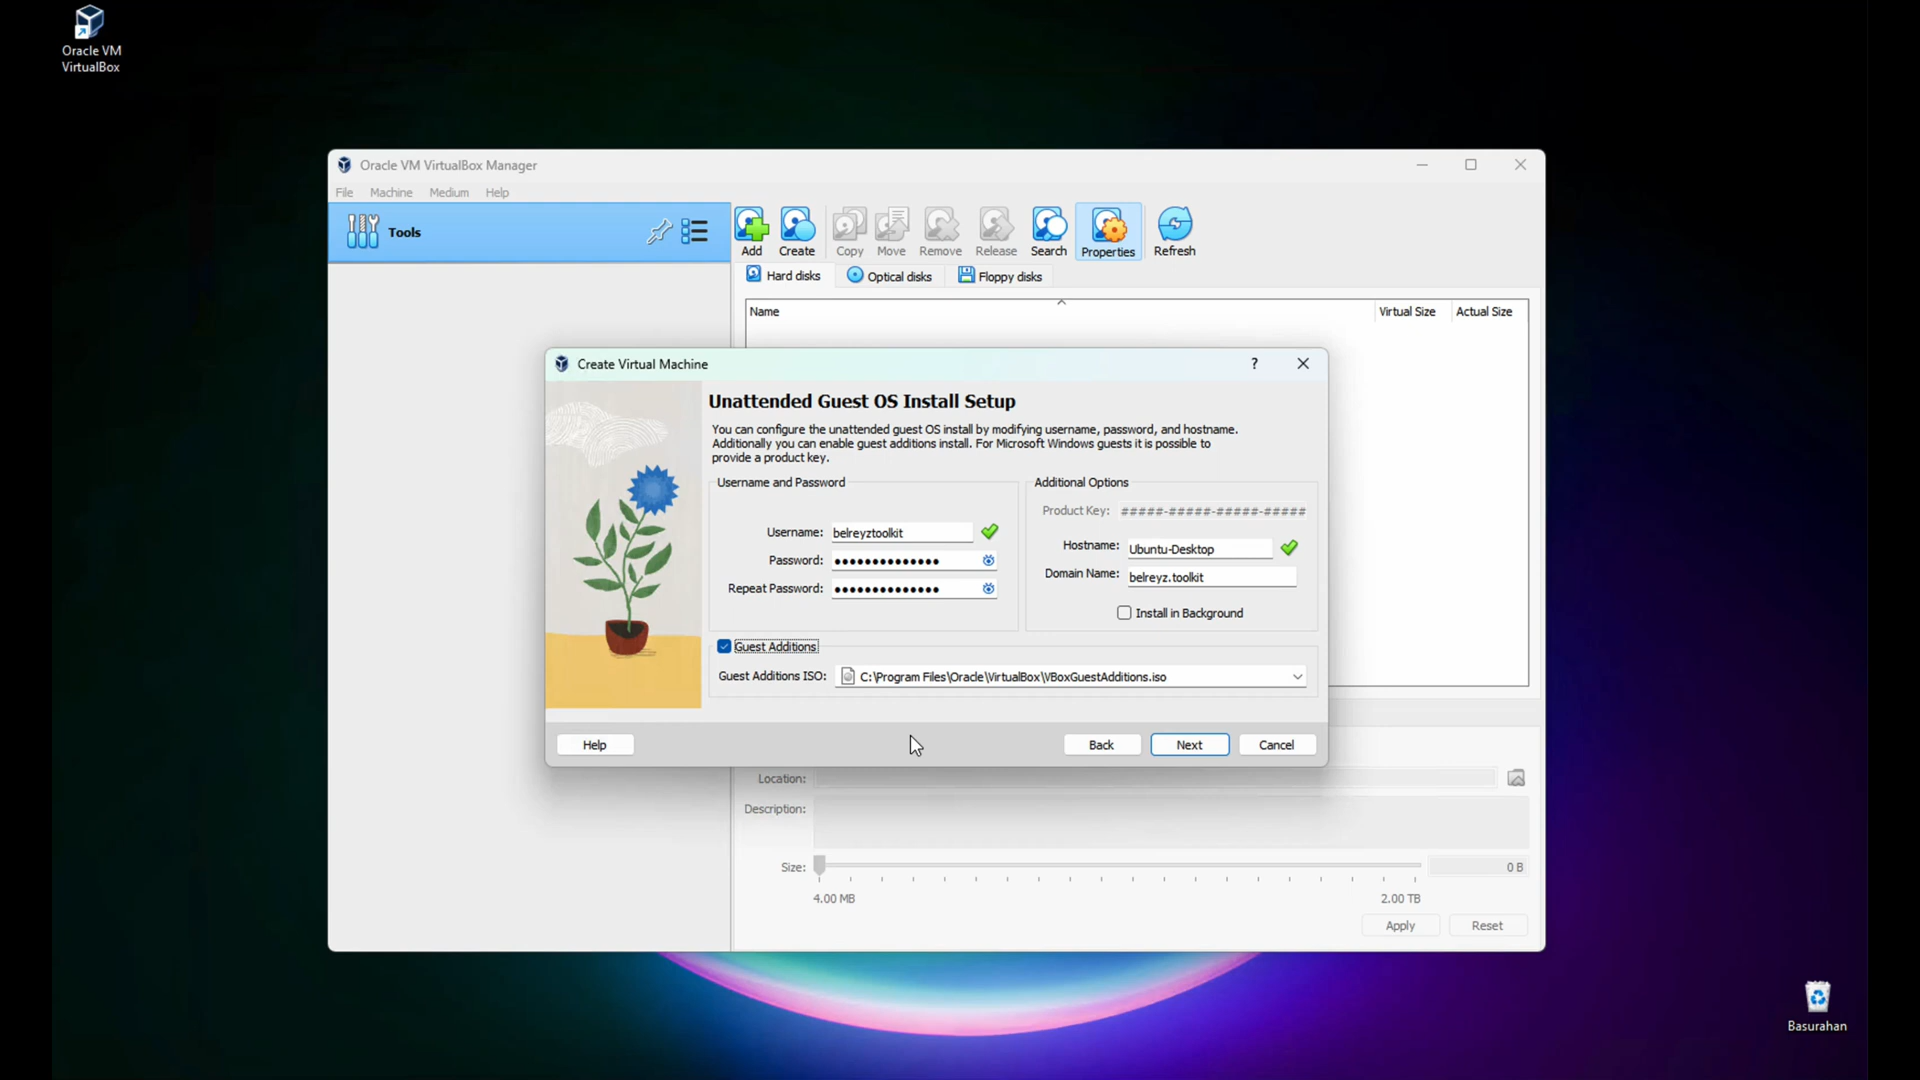 Oracle VM
VirtualBox
Oracle VM VirtualBox Manager
File Machine Medium Help
Tools
Add Create Copy Move Remove Release Search Properties Refresh
Hard disks Optical disks Floppy disks
Name Virtual Size Actual Size
Create Virtual Machine ?
Unattended Guest OS Install Setup
You can configure the unattended guest OS install by modifying username, password, and hostname.
Additionally you can enable guest additions install. For Microsoft Windows guests it is possible to
provide a product key.
Username and Password
Username: belreyztoolkit
Password: ●●●●●●●●●●●●●●
Repeat Password: ●●●●●●●●●●●●●●
Additional Options
Product Key: #####-#####-#####-#####
Hostname: Ubuntu-Desktop
Domain Name: belreyz.toolkit
Install in Background
Guest Additions
Guest Additions ISO: C:\Program Files\Oracle\VirtualBox\VBoxGuestAdditions.iso
Help Back Next Cancel
Location:
Description:
Size: 0 B
4.00 MB 2.00 TB
Apply Reset
Basurahan